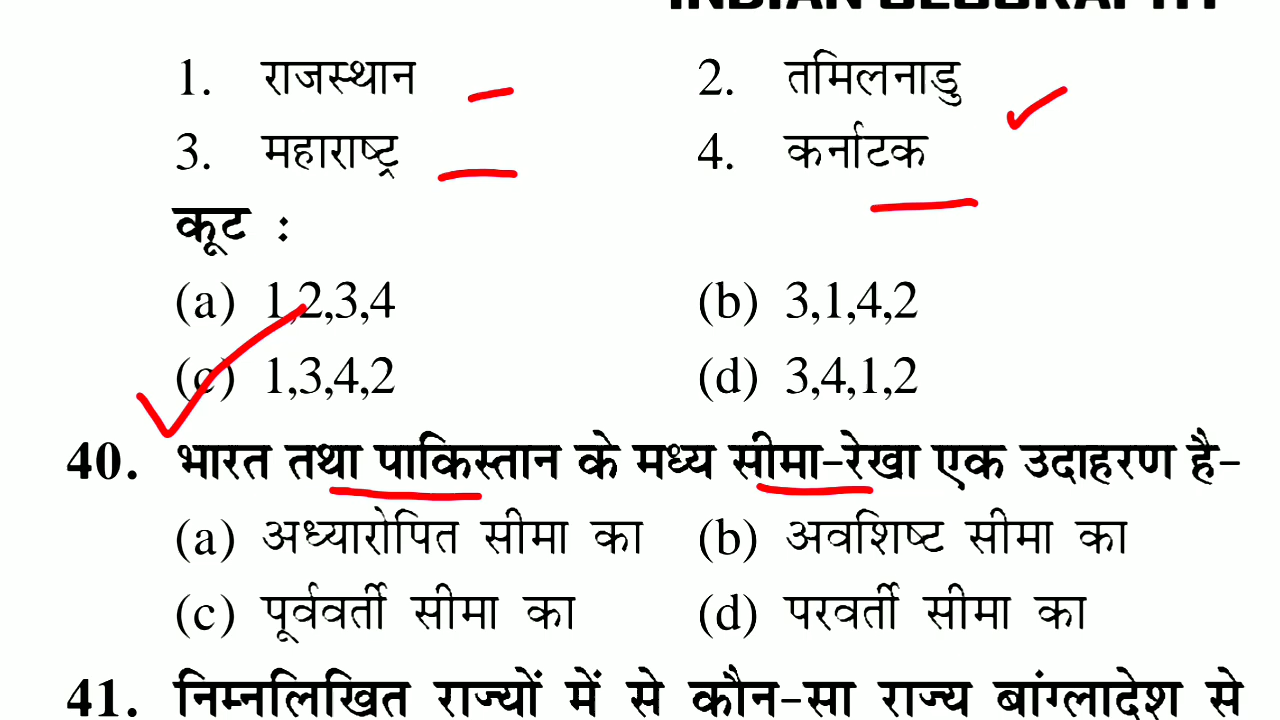 INDIAN GEOGRAPHY
1. राजस्थान 2. तमिलनाडु
3. महाराष्ट्र 4. कर्नाटक
कूट :
(a) 1,2,3,4 (b) 3,1,4,2
(c) 1,3,4,2 (d) 3,4,1,2
40. भारत तथा पाकिस्तान के मध्य सीमा-रेखा एक उदाहरण है-
(a) अध्यारोपित सीमा का (b) अवशिष्ट सीमा का
(c) पूर्ववर्ती सीमा का (d) परवर्ती सीमा का
41. निम्नलिखित राज्यों में से कौन-सा राज्य बांग्लादेश से